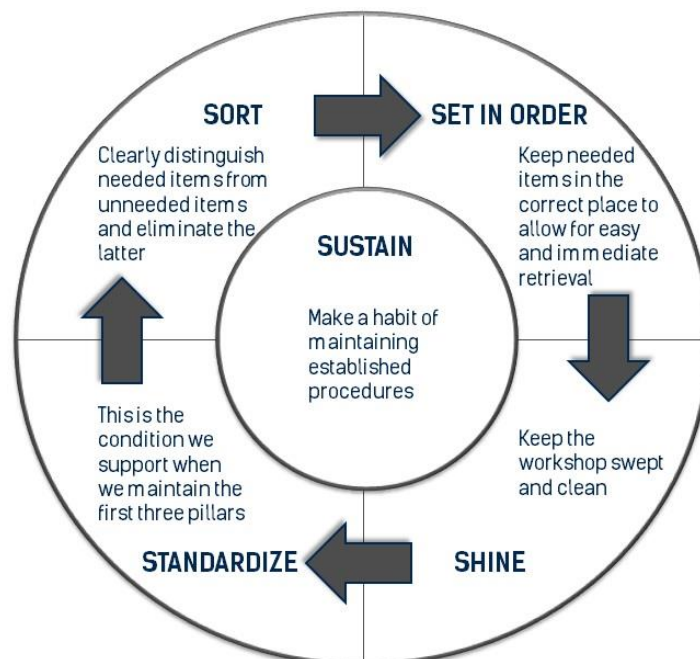 SORT
Clearly distinguish
needed items from
unneeded items
and eliminate the
latter
SET IN ORDER
Keep needed
items in the
correct place to
allow for easy
and immediate
retrieval
SUSTAIN
Make a habit of
maintaining
established
procedures
This is the
condition we
support when
we maintain the
first three pillars
STANDARDIZE
Keep the
workshop swept
and clean
SHINE